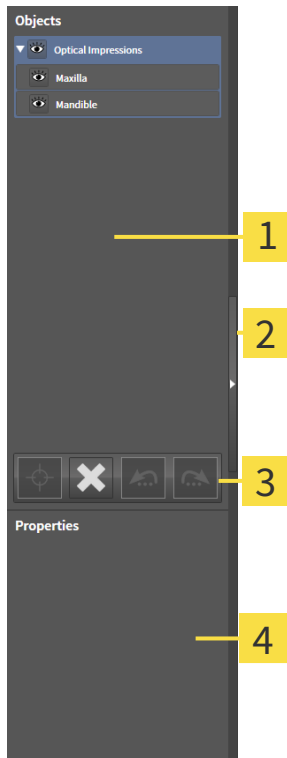 Objects
Optical Impressions
Maxilla
Mandible
1
2
3
Properties
4